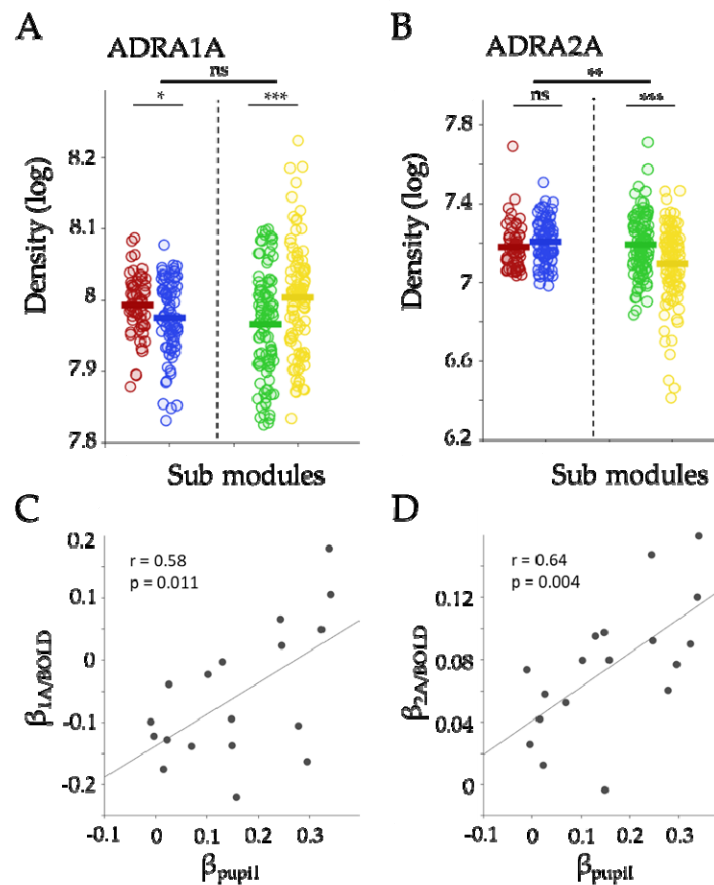 A
ADRA1A
ns
*
***
Density (log)
8.2
8.1
8
7.9
7.8
Sub modules
B
ADRA2A
**
ns
***
Density (log)
7.8
7.4
7
6.6
6.2
Sub modules
C
r = 0.58
p = 0.011
β1A/BOLD
0.2
0.1
0
-0.1
-0.2
-0.1
0
0.1
0.2
0.3
βpupil
D
r = 0.64
p = 0.004
β2A/BOLD
0.12
0.08
0.04
0
-0.1
0
0.1
0.2
0.3
βpupil